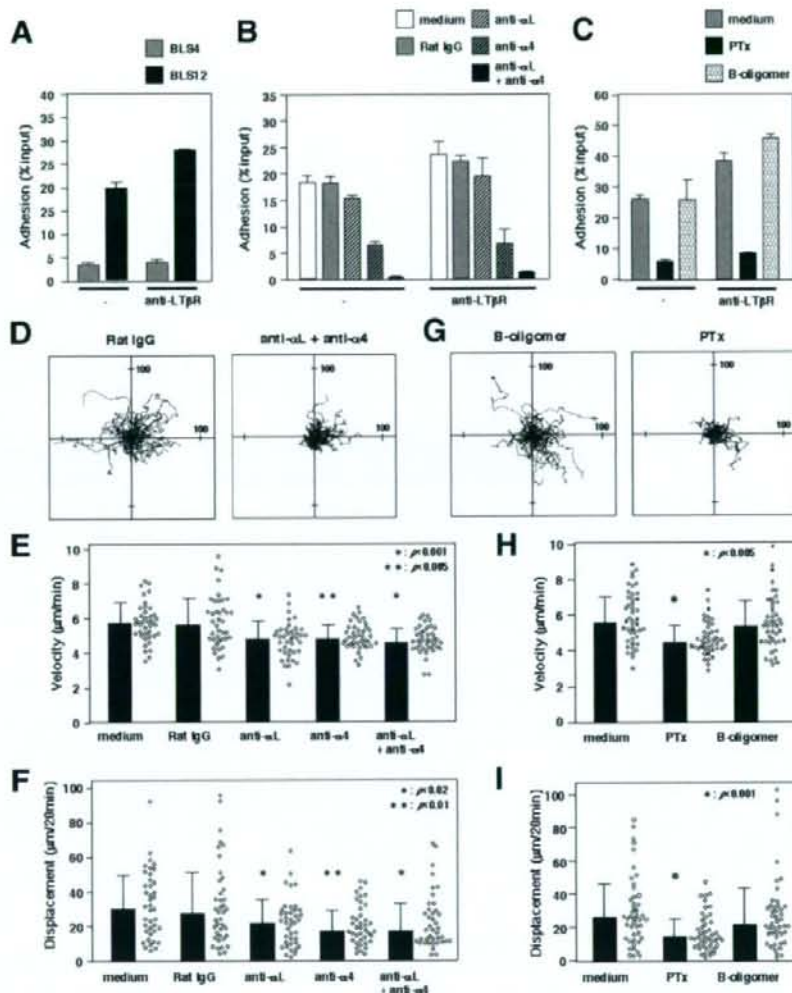 A
BLS4
BLS12
Adhesion (% input)
40
35
30
25
20
15
10
5
0
-
anti-LTβR
B
medium
Rat IgG
anti-αL
anti-α4
anti-αL
+ anti-α4
Adhesion (% input)
35
30
25
20
15
10
5
0
-
anti-LTβR
C
medium
PTx
B-oligomer
Adhesion (% input)
60
50
40
30
20
10
0
-
anti-LTβR
D
Rat IgG
100
100
anti-αL + anti-α4
100
100
G
B-oligomer
100
100
PTx
100
100
E
Velocity (µm/min)
10
8
6
4
2
0
*: p<0.001
**: p<0.005
*
**
*
medium
Rat IgG
anti-αL
anti-α4
anti-αL
+ anti-α4
H
Velocity (µm/min)
10
8
6
4
2
0
*: p<0.005
*
medium
PTx
B-oligomer
F
Displacement (µm/20min)
100
80
60
40
20
0
*: p<0.02
**: p<0.01
*
**
*
medium
Rat IgG
anti-αL
anti-α4
anti-αL
+ anti-α4
I
Displacement (µm/20min)
100
80
60
40
20
0
*: p<0.001
*
medium
PTx
B-oligomer